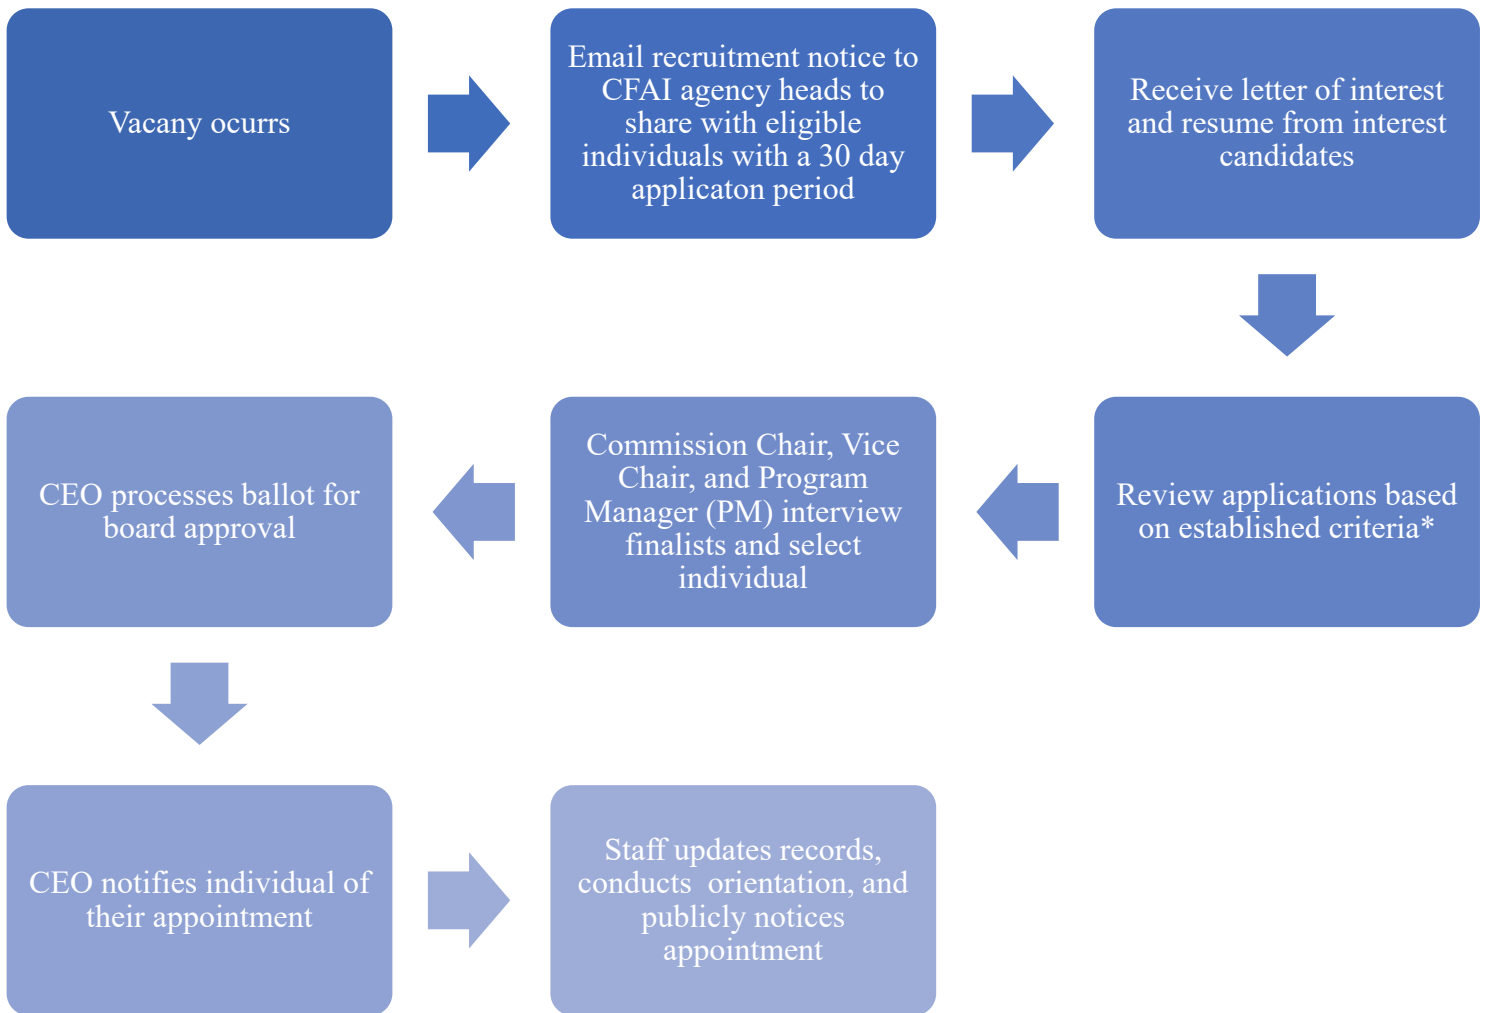 Vacany ocurrs
Email recruitment notice to
CFAI agency heads to
share with eligible
individuals with a 30 day
applicaton period
Receive letter of interest
and resume from interest
candidates
Review applications based
on established criteria*
Commission Chair, Vice
Chair, and Program
Manager (PM) interview
finalists and select
individual
CEO processes ballot for
board approval
CEO notifies individual of
their appointment
Staff updates records,
conducts  orientation, and
publicly notices
appointment